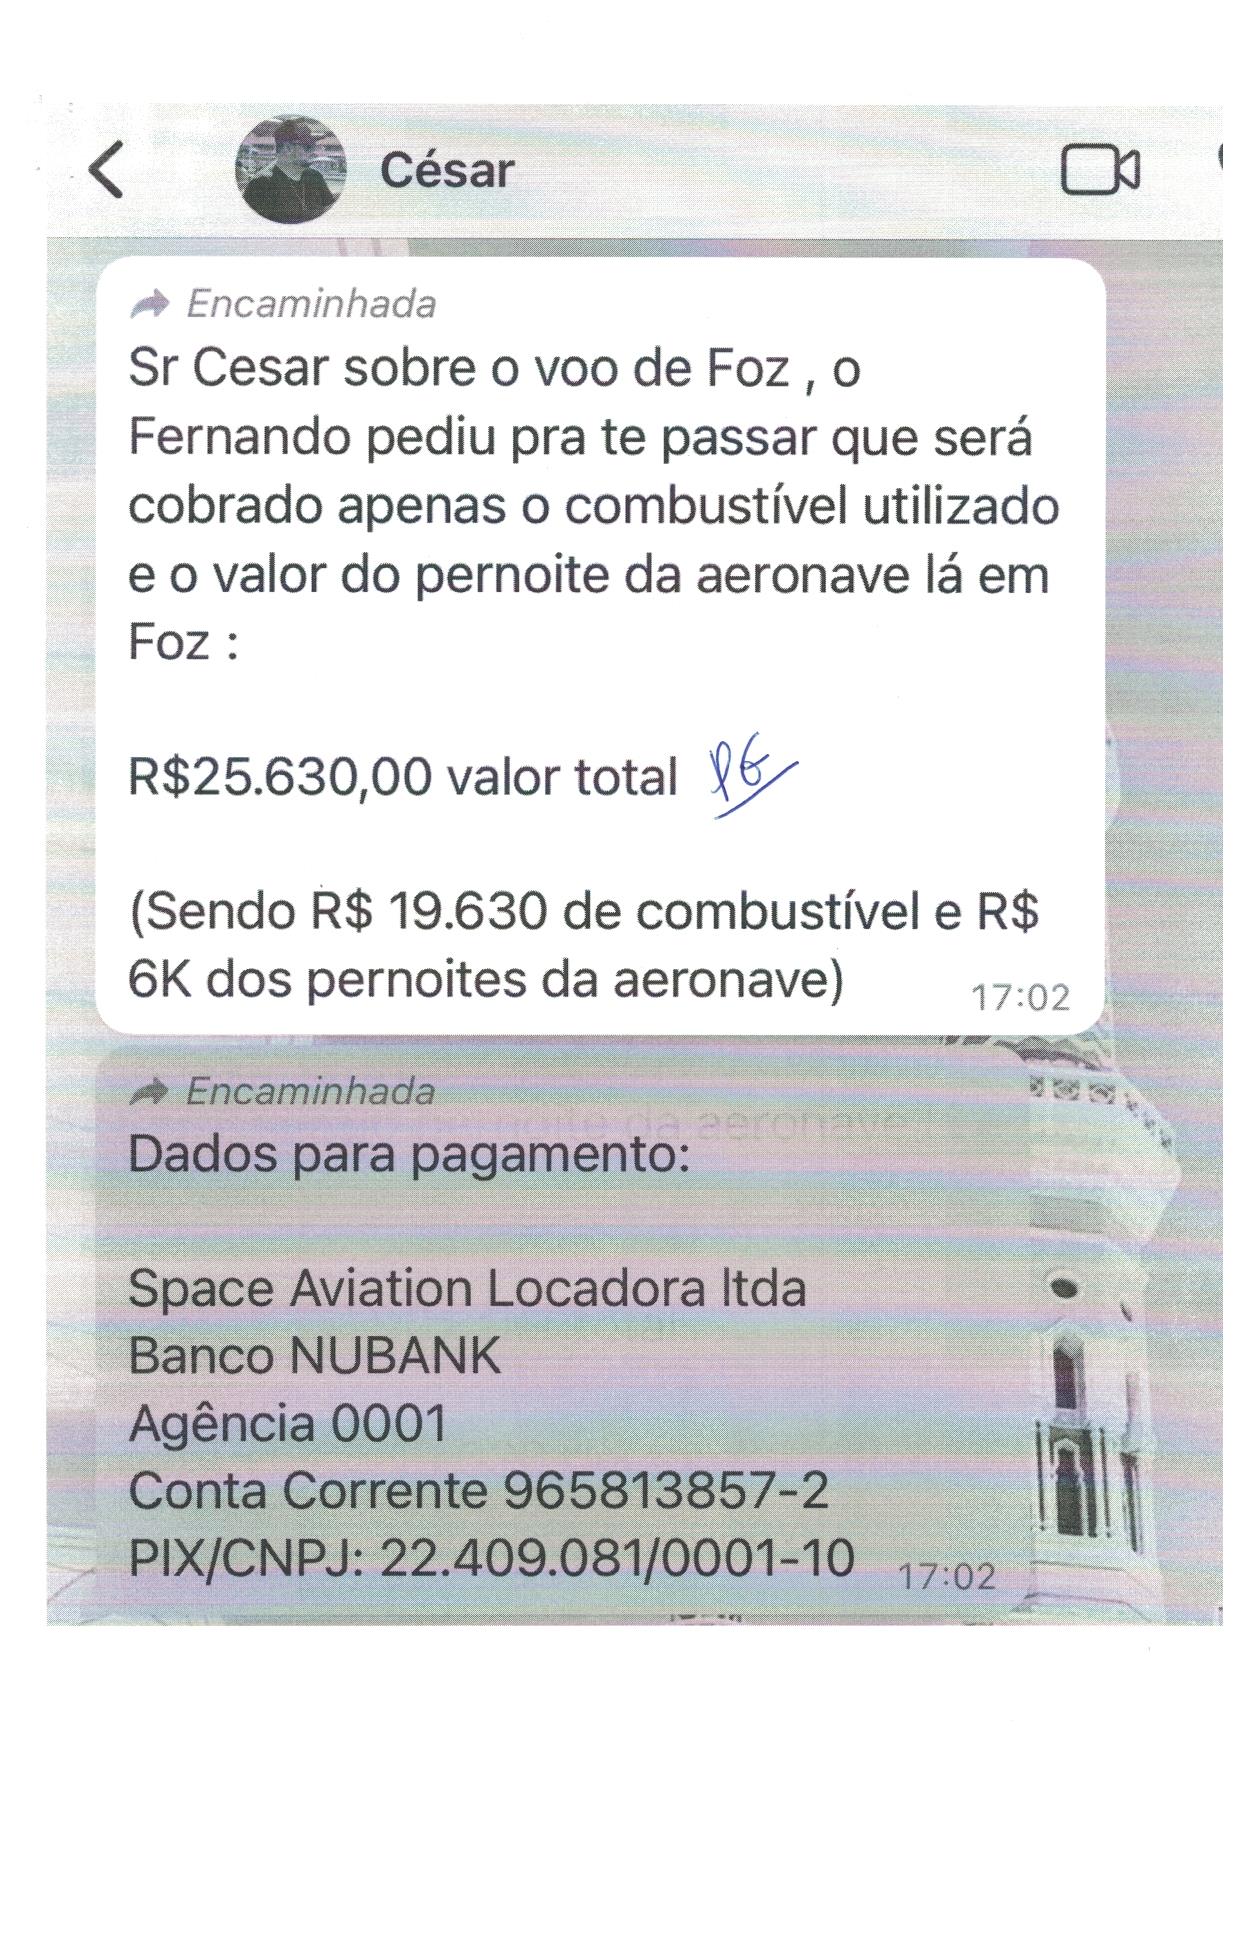 César
Encaminhada
Sr Cesar sobre o voo de Foz , o
Fernando pediu pra te passar que será
cobrado apenas o combustível utilizado
e o valor do pernoite da aeronave lá em
Foz :
R$25.630,00 valor total PG
(Sendo R$ 19.630 de combustível e R$
6K dos pernoites da aeronave)
17:02
Encaminhada
Dados para pagamento:
Space Aviation Locadora ltda
Banco NUBANK
Agência 0001
Conta Corrente 965813857-2
PIX/CNPJ: 22.409.081/0001-10
17:02